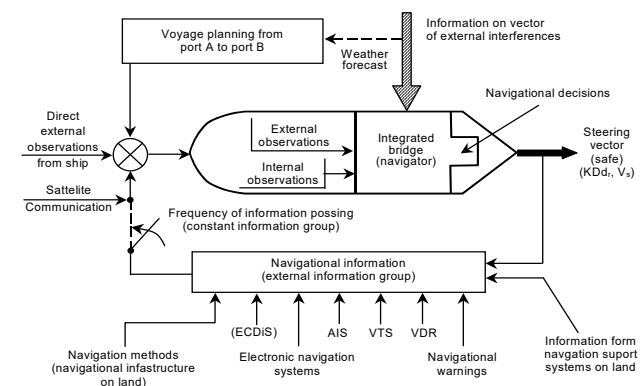 Voyage planning from
port A to port B
Information on vector
of external interferences
Weather
forecast
Navigational decisions
Direct
external
observations
from ship
External
observations
Internal
observations
Integrated
bridge
(navigator)
Steering
vector
(safe)
(KDdr, Vs)
Sattelite
Communication
Frequency of information possing
(constant information group)
Navigational information
(external information group)
(ECDiS)
AIS
VTS
VDR
Navigation methods
(navigational infastructure
on land)
Electronic navigation
systems
Navigational
warnings
Information form
navgation suport
systems on land